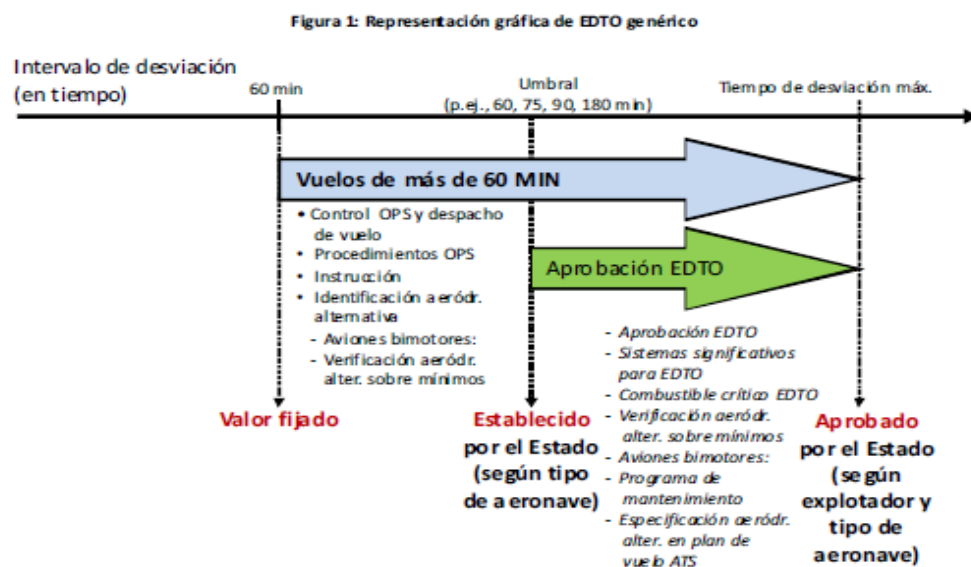 Figura 1: Representación gráfica de EDTO genérico
Intervalo de desviación
(en tiempo)
60 min
Umbral
(p.ej., 60, 75, 90, 180 min)
Tiempo de desviación máx.
Vuelos de más de 60 MIN
• Control OPS y despacho
de vuelo
• Procedimientos OPS
• Instrucción
• Identificación aeródr.
alternativa
- Aviones bimotores:
- Verificación aeródr.
alter. sobre mínimos
Aprobación EDTO
- Aprobación EDTO
- Sistemas significativos
para EDTO
- Combustible crítico EDTO
- Verificación aeródr.
alter. sobre mínimos
- Aviones bimotores:
- Programa de
mantenimiento
- Especificación aeródr.
alter. en plan de
vuelo ATS
Valor fijado
Establecido
por el Estado
(según tipo
de aeronave)
Aprobado
por el Estado
(según
explotador y
tipo de
aeronave)